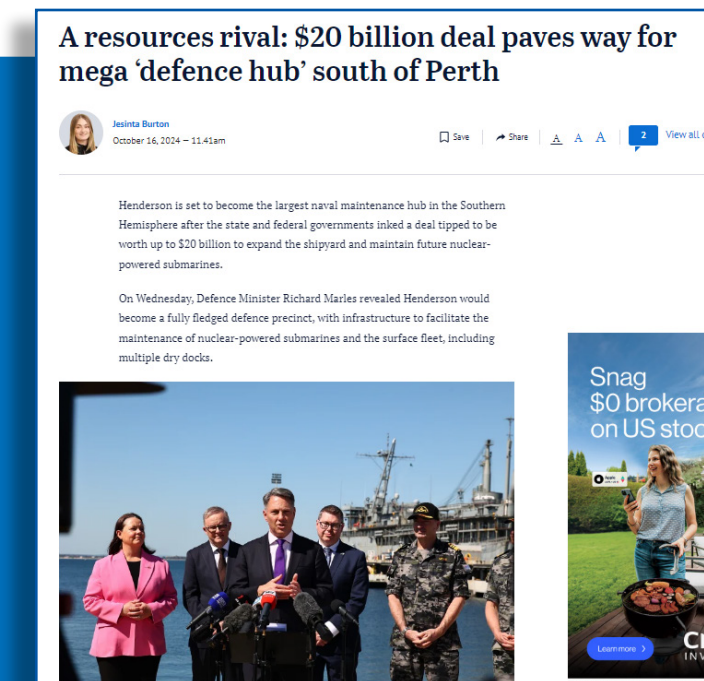 A resources rival: $20 billion deal paves way for
mega ‘defence hub’ south of Perth
Jesinta Burton
October 16, 2024 — 11.41am
Save
Share
A A A
2
View all
Henderson is set to become the largest naval maintenance hub in the Southern
Hemisphere after the state and federal governments inked a deal tipped to be
worth up to $20 billion to expand the shipyard and maintain future nuclear-
powered submarines.
On Wednesday, Defence Minister Richard Marles revealed Henderson would
become a fully fledged defence precinct, with infrastructure to facilitate the
maintenance of nuclear-powered submarines and the surface fleet, including
multiple dry docks.
Snag
$0
on US
Learn more